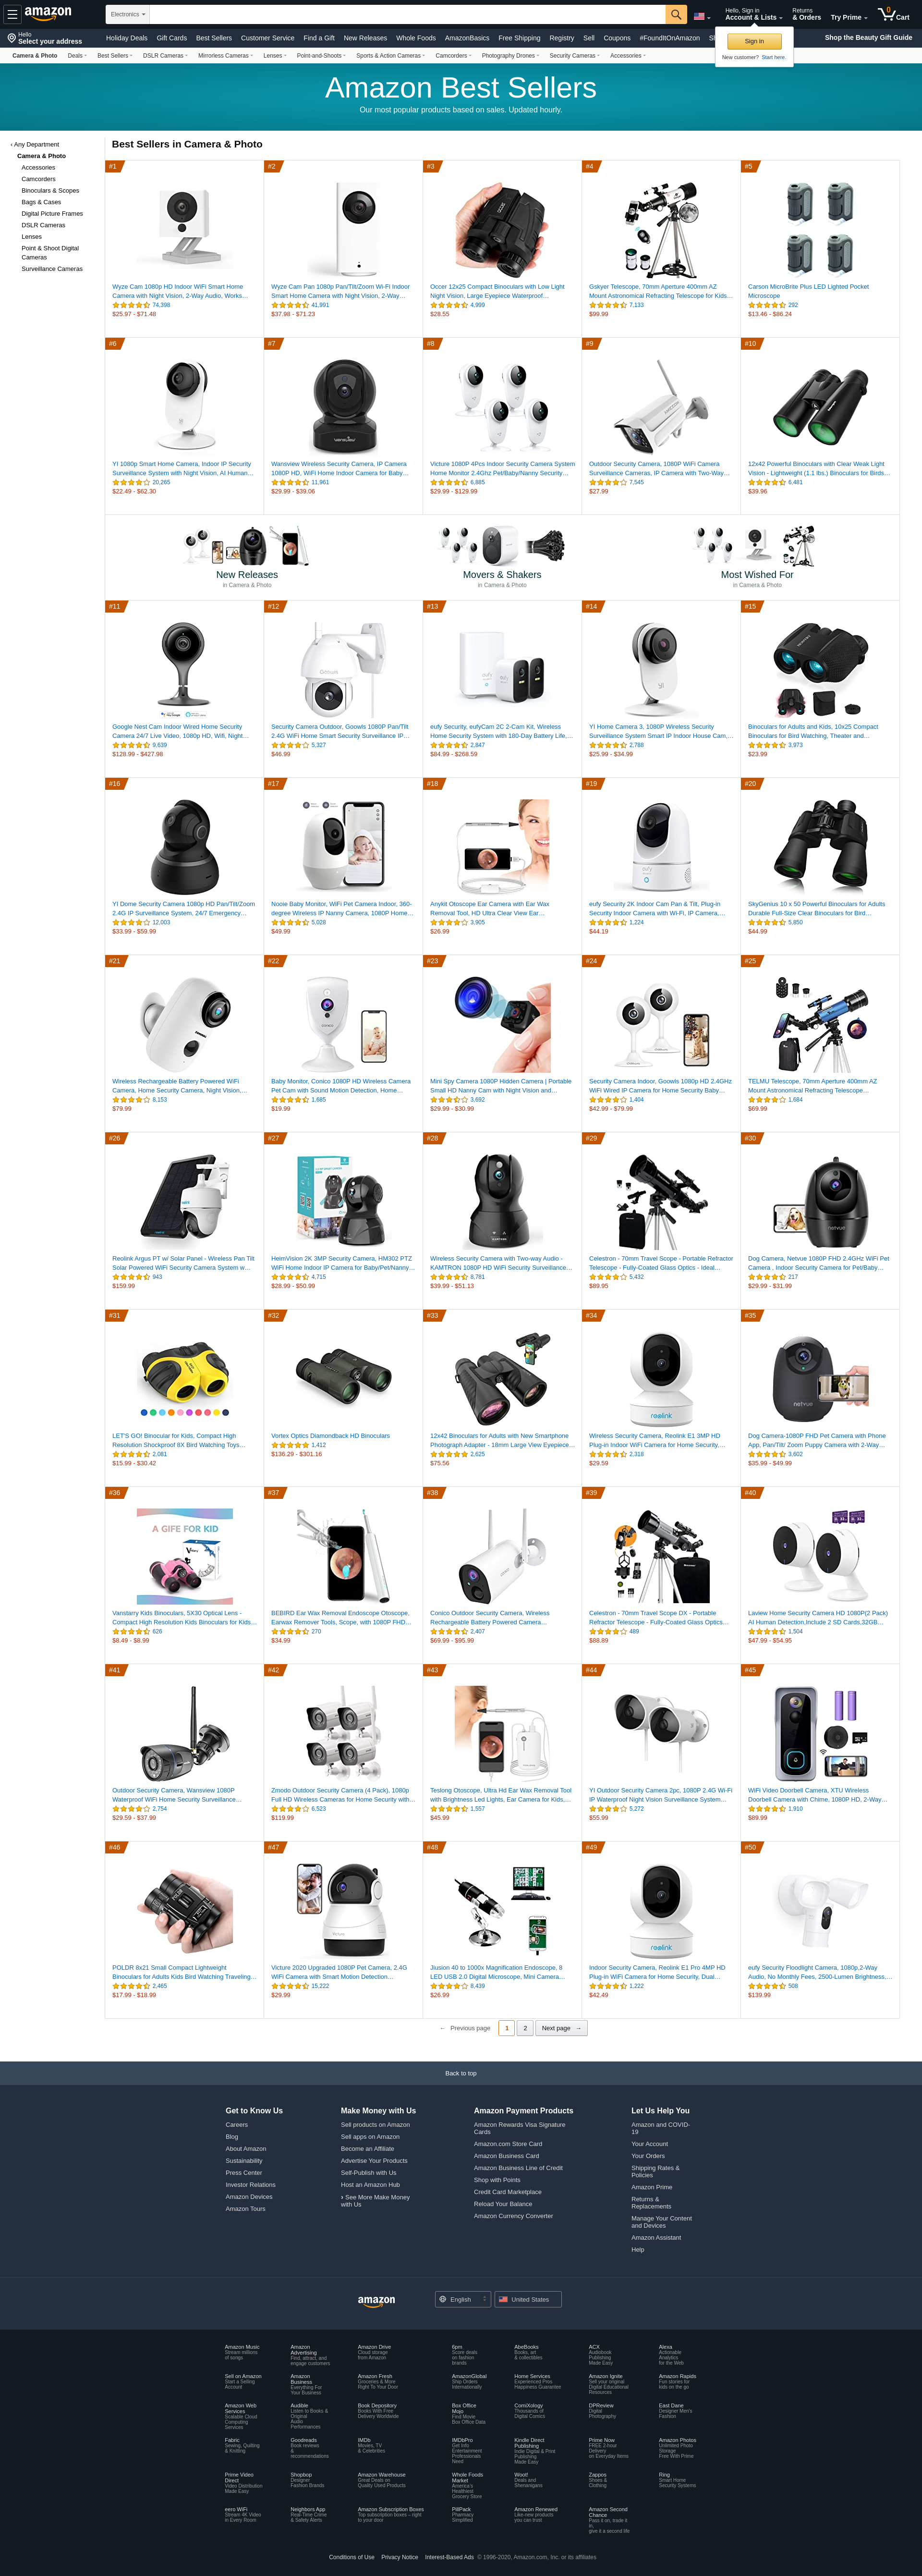 amazon
Electronics
Hello, Sign in
Account & Lists
Returns
& Orders
Try Prime
0
Cart
Hello
Select your address
Holiday Deals Gift Cards Best Sellers Customer Service Find a Gift New Releases Whole Foods AmazonBasics Free Shipping Registry Sell Coupons #FoundItOnAmazon
Shop the Beauty Gift Guide
Sign in
New customer? Start here.
Camera & Photo Deals Best Sellers DSLR Cameras Mirrorless Cameras Lenses Point-and-Shoots Sports & Action Cameras Camcorders Photography Drones Security Cameras Accessories
Amazon Best Sellers
Our most popular products based on sales. Updated hourly.
‹ Any Department
Camera & Photo
Accessories
Camcorders
Binoculars & Scopes
Bags & Cases
Digital Picture Frames
DSLR Cameras
Lenses
Point & Shoot Digital
Cameras
Surveillance Cameras
Best Sellers in Camera & Photo
#1
Wyze Cam 1080p HD Indoor WiFi Smart Home
Camera with Night Vision, 2-Way Audio, Works…
74,398
$25.97 - $71.48
#2
Wyze Cam Pan 1080p Pan/Tilt/Zoom Wi-Fi Indoor
Smart Home Camera with Night Vision, 2-Way…
41,991
$37.98 - $71.23
#3
Occer 12x25 Compact Binoculars with Low Light
Night Vision, Large Eyepiece Waterproof…
4,999
$28.55
#4
Gskyer Telescope, 70mm Aperture 400mm AZ
Mount Astronomical Refracting Telescope for Kids…
7,133
$99.99
#5
Carson MicroBrite Plus LED Lighted Pocket
Microscope
292
$13.46 - $86.24
#6
YI 1080p Smart Home Camera, Indoor IP Security
Surveillance System with Night Vision, AI Human…
20,265
$22.49 - $62.30
#7
Wansview Wireless Security Camera, IP Camera
1080P HD, WiFi Home Indoor Camera for Baby…
11,961
$29.99 - $39.06
#8
Victure 1080P 4Pcs Indoor Security Camera System
Home Monitor 2.4Ghz Pet/Baby/Nanny Security…
6,885
$29.99 - $129.99
#9
Outdoor Security Camera, 1080P WiFi Camera
Surveillance Cameras, IP Camera with Two-Way…
7,545
$27.99
#10
12x42 Powerful Binoculars with Clear Weak Light
Vision - Lightweight (1.1 lbs.) Binoculars for Birds…
6,481
$39.96
New Releases
in Camera & Photo
Movers & Shakers
in Camera & Photo
Most Wished For
in Camera & Photo
#11
Google Nest Cam Indoor Wired Home Security
Camera 24/7 Live Video, 1080p HD, Wifi, Night…
9,639
$128.99 - $427.98
#12
Security Camera Outdoor, Goowls 1080P Pan/Tilt
2.4G WiFi Home Smart Security Surveillance IP…
5,327
$46.99
#13
eufy Security, eufyCam 2C 2-Cam Kit, Wireless
Home Security System with 180-Day Battery Life,…
2,847
$84.99 - $268.59
#14
YI Home Camera 3, 1080P Wireless Security
Surveillance System Smart IP Indoor House Cam,…
2,788
$25.99 - $34.99
#15
Binoculars for Adults and Kids, 10x25 Compact
Binoculars for Bird Watching, Theater and…
3,973
$23.99
#16
YI Dome Security Camera 1080p HD Pan/Tilt/Zoom
2.4G IP Surveillance System, 24/7 Emergency…
12,003
$33.99 - $59.99
#17
Nooie Baby Monitor, WiFi Pet Camera Indoor, 360-
degree Wireless IP Nanny Camera, 1080P Home…
5,028
$49.99
#18
Anykit Otoscope Ear Camera with Ear Wax
Removal Tool, HD Ultra Clear View Ear…
3,905
$26.99
#19
eufy Security 2K Indoor Cam Pan & Tilt, Plug-in
Security Indoor Camera with Wi-Fi, IP Camera,…
1,224
$44.19
#20
SkyGenius 10 x 50 Powerful Binoculars for Adults
Durable Full-Size Clear Binoculars for Bird…
5,850
$44.99
#21
Wireless Rechargeable Battery Powered WiFi
Camera, Home Security Camera, Night Vision,…
8,153
$79.99
#22
Baby Monitor, Conico 1080P HD Wireless Camera
Pet Cam with Sound Motion Detection, Home…
1,685
$19.99
#23
Mini Spy Camera 1080P Hidden Camera | Portable
Small HD Nanny Cam with Night Vision and…
3,692
$29.99 - $30.99
#24
Security Camera Indoor, Goowls 1080p HD 2.4GHz
WiFi Wired IP Camera for Home Security Baby…
1,404
$42.99 - $79.99
#25
TELMU Telescope, 70mm Aperture 400mm AZ
Mount Astronomical Refracting Telescope…
1,684
$69.99
#26
Reolink Argus PT w/ Solar Panel - Wireless Pan Tilt
Solar Powered WiFi Security Camera System w…
943
$159.99
#27
HeimVision 2K 3MP Security Camera, HM302 PTZ
WiFi Home Indoor IP Camera for Baby/Pet/Nanny…
4,715
$28.99 - $50.99
#28
Wireless Security Camera with Two-way Audio -
KAMTRON 1080P HD WiFi Security Surveillance…
8,781
$39.99 - $51.13
#29
Celestron - 70mm Travel Scope - Portable Refractor
Telescope - Fully-Coated Glass Optics - Ideal…
5,432
$89.95
#30
netvue
Dog Camera, Netvue 1080P FHD 2.4GHz WiFi Pet
Camera , Indoor Security Camera for Pet/Baby…
217
$29.99 - $31.99
#31
LET'S GO! Binocular for Kids, Compact High
Resolution Shockproof 8X Bird Watching Toys…
2,081
$15.99 - $30.42
#32
Vortex Optics Diamondback HD Binoculars
1,412
$136.29 - $301.16
#33
12x42 Binoculars for Adults with New Smartphone
Photograph Adapter - 18mm Large View Eyepiece…
2,625
$75.56
#34
reolink
Wireless Security Camera, Reolink E1 3MP HD
Plug-in Indoor WiFi Camera for Home Security,…
2,318
$29.59
#35
netvue
Dog Camera-1080P FHD Pet Camera with Phone
App, Pan/Tilt/ Zoom Puppy Camera with 2-Way…
3,602
$35.99 - $49.99
#36
A GIFE FOR KID
Vanstarry Kids Binoculars, 5X30 Optical Lens -
Compact High Resolution Kids Binoculars for Kids…
626
$8.49 - $8.99
#37
BEBIRD Ear Wax Removal Endoscope Otoscope,
Earwax Remover Tools, Scope, with 1080P FHD…
270
$34.99
#38
Conico Outdoor Security Camera, Wireless
Rechargeable Battery Powered Camera…
2,407
$69.99 - $95.99
#39
Celestron - 70mm Travel Scope DX - Portable
Refractor Telescope - Fully-Coated Glass Optics…
489
$88.89
#40
Laview Home Security Camera HD 1080P(2 Pack)
AI Human Detection,Include 2 SD Cards,32GB…
1,504
$47.99 - $54.95
#41
Outdoor Security Camera, Wansview 1080P
Waterproof WiFi Home Security Surveillance…
2,754
$29.59 - $37.99
#42
Zmodo Outdoor Security Camera (4 Pack), 1080p
Full HD Wireless Cameras for Home Security with…
6,523
$119.99
#43
Teslong Otoscope, Ultra Hd Ear Wax Removal Tool
with Brightness Led Lights, Ear Camera for Kids,…
1,557
$45.99
#44
YI Outdoor Security Camera 2pc, 1080P 2.4G Wi-Fi
IP Waterproof Night Vision Surveillance System…
5,272
$55.99
#45
WiFi Video Doorbell Camera, XTU Wireless
Doorbell Camera with Chime, 1080P HD, 2-Way…
1,910
$89.99
#46
POLDR 8x21 Small Compact Lightweight
Binoculars for Adults Kids Bird Watching Traveling…
2,465
$17.99 - $18.99
#47
Victure 2020 Upgraded 1080P Pet Camera, 2.4G
WiFi Camera with Smart Motion Detection…
15,222
$29.99
#48
Jiusion 40 to 1000x Magnification Endoscope, 8
LED USB 2.0 Digital Microscope, Mini Camera…
8,439
$26.99
#49
reolink
Indoor Security Camera, Reolink E1 Pro 4MP HD
Plug-in WiFi Camera for Home Security, Dual…
1,222
$42.49
#50
eufy Security Floodlight Camera, 1080p,2-Way
Audio, No Monthly Fees, 2500-Lumen Brightness,…
508
$139.99
← Previous page 1 2 Next page →
Back to top
Get to Know Us
Careers
Blog
About Amazon
Sustainability
Press Center
Investor Relations
Amazon Devices
Amazon Tours
Make Money with Us
Sell products on Amazon
Sell apps on Amazon
Become an Affiliate
Advertise Your Products
Self-Publish with Us
Host an Amazon Hub
› See More Make Money
with Us
Amazon Payment Products
Amazon Rewards Visa Signature
Cards
Amazon.com Store Card
Amazon Business Card
Amazon Business Line of Credit
Shop with Points
Credit Card Marketplace
Reload Your Balance
Amazon Currency Converter
Let Us Help You
Amazon and COVID-
19
Your Account
Your Orders
Shipping Rates &
Policies
Amazon Prime
Returns &
Replacements
Manage Your Content
and Devices
Amazon Assistant
Help
amazon
English
United States
Amazon Music
Stream millions
of songs
Amazon
Advertising
Find, attract, and
engage customers
Amazon Drive
Cloud storage
from Amazon
6pm
Score deals
on fashion
brands
AbeBooks
Books, art
& collectibles
ACX
Audiobook
Publishing
Made Easy
Alexa
Actionable
Analytics
for the Web
Sell on Amazon
Start a Selling
Account
Amazon
Business
Everything For
Your Business
Amazon Fresh
Groceries & More
Right To Your Door
AmazonGlobal
Ship Orders
Internationally
Home Services
Experienced Pros
Happiness Guarantee
Amazon Ignite
Sell your original
Digital Educational
Resources
Amazon Rapids
Fun stories for
kids on the go
Amazon Web
Services
Scalable Cloud
Computing
Services
Audible
Listen to Books &
Original
Audio
Performances
Book Depository
Books With Free
Delivery Worldwide
Box Office
Mojo
Find Movie
Box Office Data
ComiXology
Thousands of
Digital Comics
DPReview
Digital
Photography
East Dane
Designer Men's
Fashion
Fabric
Sewing, Quilting
& Knitting
Goodreads
Book reviews
&
recommendations
IMDb
Movies, TV
& Celebrities
IMDbPro
Get Info
Entertainment
Professionals
Need
Kindle Direct
Publishing
Indie Digital & Print
Publishing
Made Easy
Prime Now
FREE 2-hour
Delivery
on Everyday Items
Amazon Photos
Unlimited Photo
Storage
Free With Prime
Prime Video
Direct
Video Distribution
Made Easy
Shopbop
Designer
Fashion Brands
Amazon Warehouse
Great Deals on
Quality Used Products
Whole Foods
Market
America's
Healthiest
Grocery Store
Woot!
Deals and
Shenanigans
Zappos
Shoes &
Clothing
Ring
Smart Home
Security Systems
eero WiFi
Stream 4K Video
in Every Room
Neighbors App
Real-Time Crime
& Safety Alerts
Amazon Subscription Boxes
Top subscription boxes – right
to your door
PillPack
Pharmacy
Simplified
Amazon Renewed
Like-new products
you can trust
Amazon Second
Chance
Pass it on, trade it
in,
give it a second life
Conditions of Use Privacy Notice Interest-Based Ads © 1996-2020, Amazon.com, Inc. or its affiliates